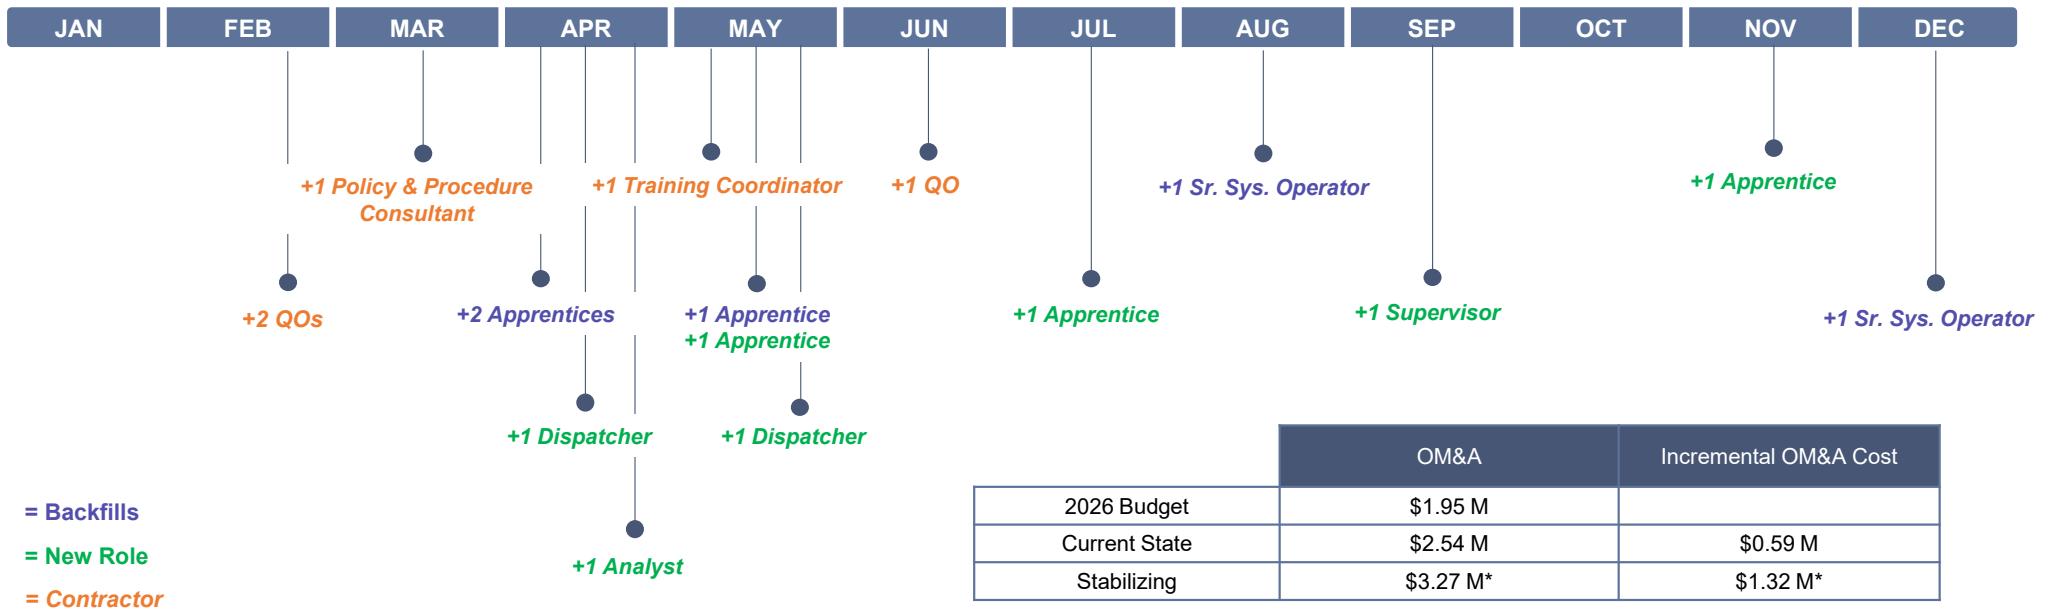 JAN FEB MAR APR MAY JUN JUL AUG SEP OCT NOV DEC
+1 Policy & Procedure
Consultant
+1 Training Coordinator
+1 QO
+1 Sr. Sys. Operator
+1 Apprentice
+2 QOs
+2 Apprentices
+1 Apprentice
+1 Apprentice
+1 Apprentice
+1 Supervisor
+1 Sr. Sys. Operator
+1 Dispatcher
+1 Dispatcher
+1 Analyst
= Backfills
= New Role
= Contractor
OM&A Incremental OM&A Cost
2026 Budget $1.95 M
Current State $2.54 M $0.59 M
Stabilizing $3.27 M* $1.32 M*